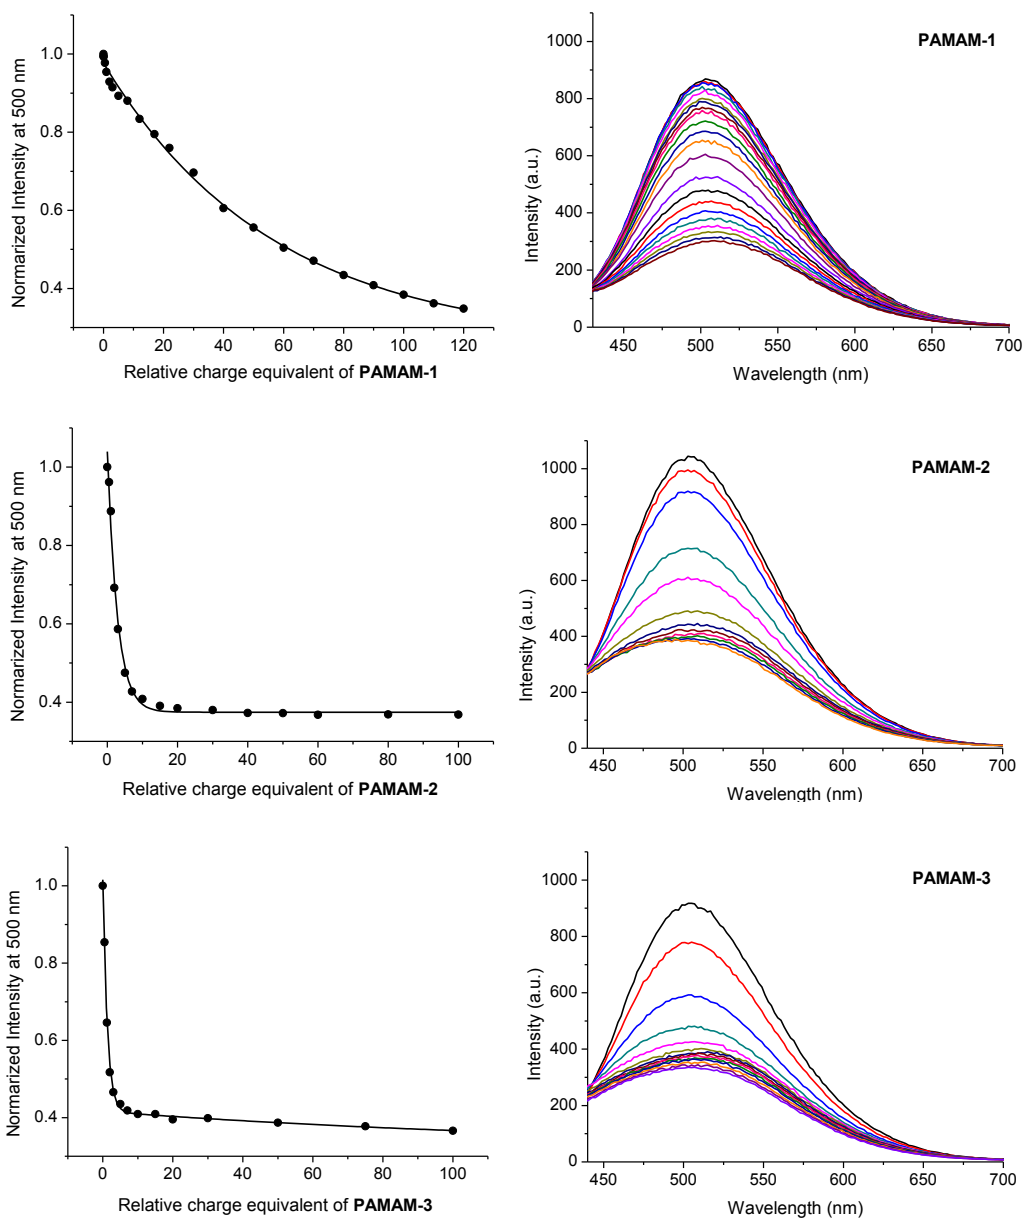 Normarized Intensity at 500 nm
1.0
0.8
0.6
0.4
0 20 40 60 80 100 120
Relative charge equivalent of PAMAM-1
PAMAM-1
Intensity (a.u.)
1000
800
600
400
200
0
450 500 550 600 650 700
Wavelength (nm)
Normarized Intensity at 500 nm
1.0
0.8
0.6
0.4
0 20 40 60 80 100
Relative charge equivalent of PAMAM-2
PAMAM-2
Intensity (a.u.)
1000
800
600
400
200
0
450 500 550 600 650 700
Wavelength (nm)
Normarized Intensity at 500 nm
1.0
0.8
0.6
0.4
0 20 40 60 80 100
Relative charge equivalent of PAMAM-3
PAMAM-3
Intensity (a.u.)
1000
800
600
400
200
0
450 500 550 600 650 700
Wavelength (nm)